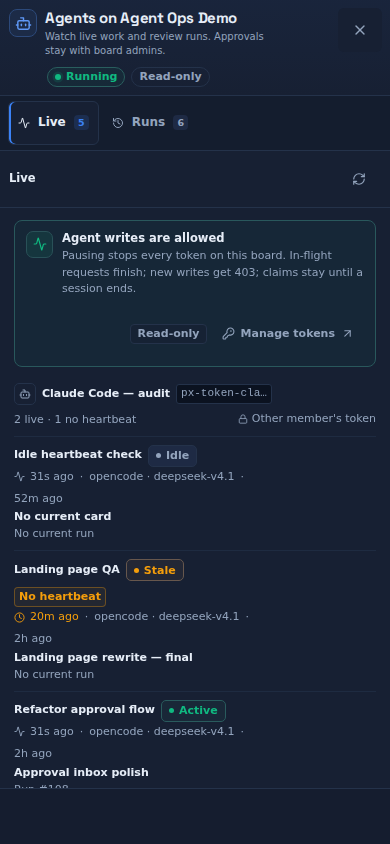 Agents on Agent Ops Demo
Watch live work and review runs. Approvals
stay with board admins.
Running
Read-only
Live 5
Runs 6
Live
Agent writes are allowed
Pausing stops every token on this board. In-flight
requests finish; new writes get 403; claims stay until a
session ends.
Read-only
Manage tokens
Claude Code — audit px-token-cla…
2 live · 1 no heartbeat
Other member's token
Idle heartbeat check Idle
31s ago · opencode · deepseek-v4.1 ·
52m ago
No current card
No current run
Landing page QA Stale
No heartbeat
20m ago · opencode · deepseek-v4.1 ·
2h ago
Landing page rewrite — final
No current run
Refactor approval flow Active
31s ago · opencode · deepseek-v4.1 ·
2h ago
Approval inbox polish